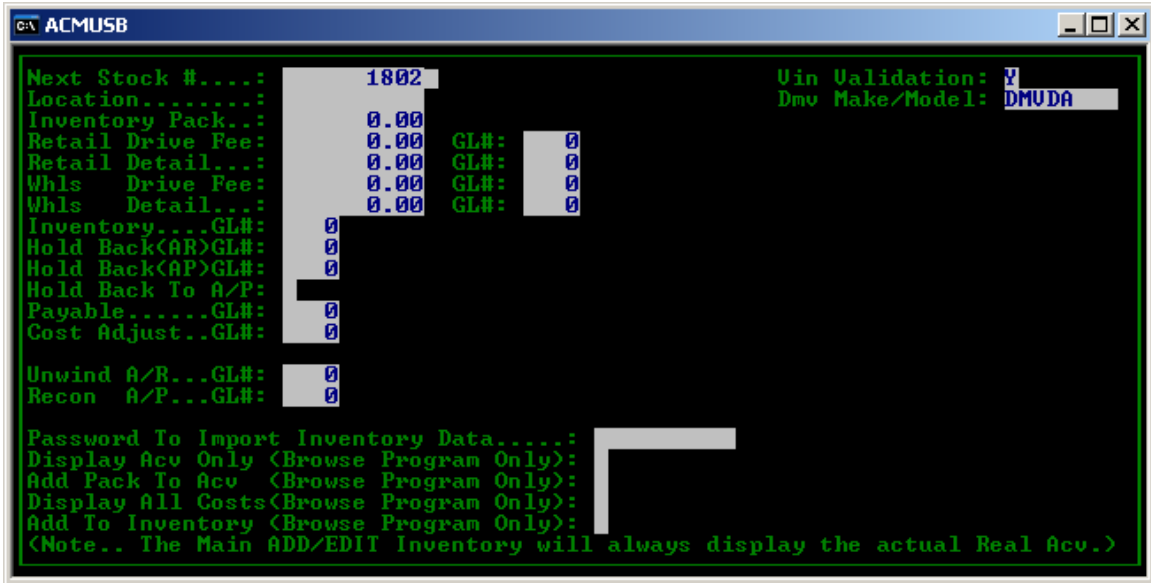 ACMUSB
Next Stock #....: 1802 Vin Validation: Y
Location........: Dmv Make/Model: DMVDA
Inventory Pack..: 0.00
Retail Drive Fee: 0.00 GL#: 0
Retail Detail...: 0.00 GL#: 0
Whls   Drive Fee: 0.00 GL#: 0
Whls   Detail...: 0.00 GL#: 0
Inventory....GL#: 0
Hold Back(AR)GL#: 0
Hold Back(AP)GL#: 0
Hold Back To A/P:
Payable......GL#: 0
Cost Adjust..GL#: 0
Unwind A/R...GL#: 0
Recon  A/P...GL#: 0
Password To Import Inventory Data.....:
Display Acv Only (Browse Program Only):
Add Pack To Acv  (Browse Program Only):
Display All Costs(Browse Program Only):
Add To Inventory (Browse Program Only):
(Note.. The Main ADD/EDIT Inventory will always display the actual Real Acv.)